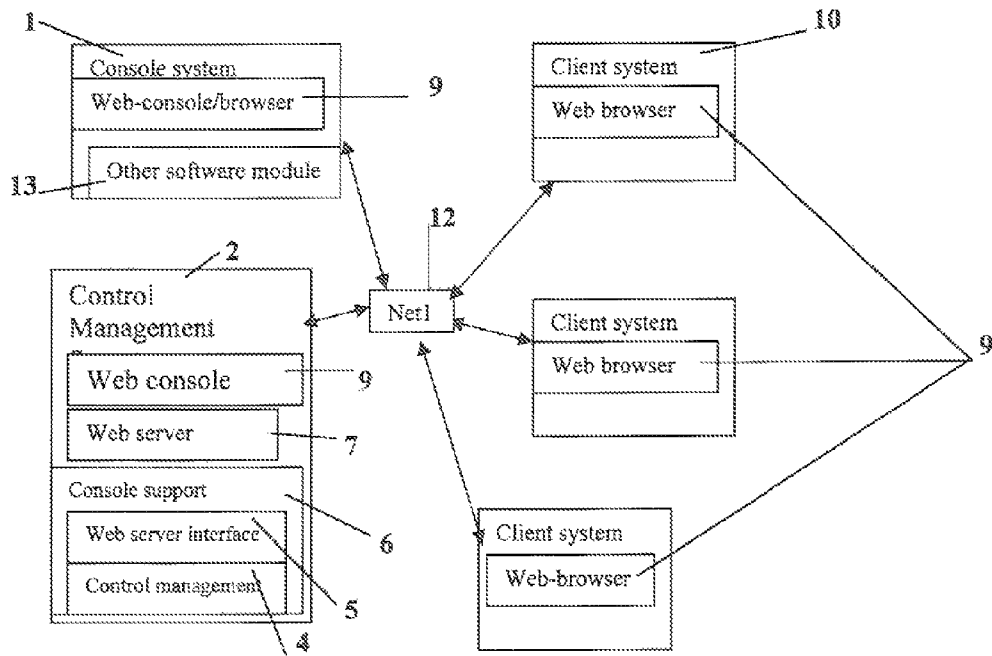 1
Console system
Web-console/browser
9
Other software module
13
10
Client system
Web browser
12
Net1
2
Control
Management
Web console
9
Web server
7
Console support
6
Web server interface
5
Control management
4
Client system
Web browser
9
Client system
Web-browser